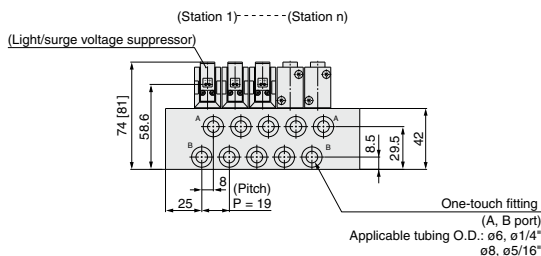 (Station 1)------(Station n)
(Light/surge voltage suppressor)
74 [81]
58.6
A
A
B
B
8.5
29.5
42
8
(Pitch)
25
P = 19
One-touch fitting
(A, B port)
Applicable tubing O.D.: ø6, ø1/4"
ø8, ø5/16"